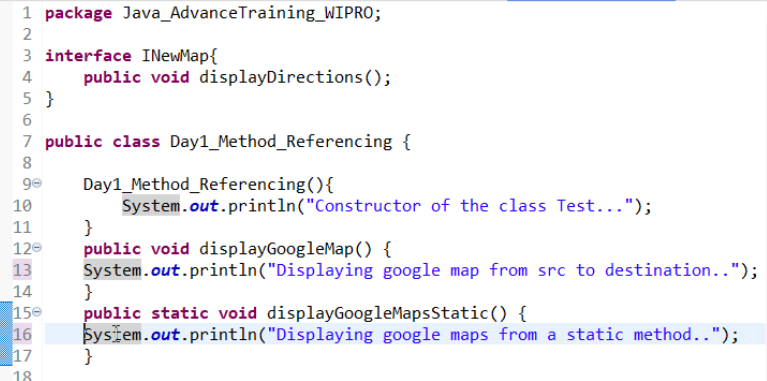 1 package Java_AdvanceTraining_WIPRO;
2
3 interface INewMap{
4     public void displayDirections();
5 }
6
7 public class Day1_Method_Referencing {
8
9     Day1_Method_Referencing(){
10         System.out.println("Constructor of the class Test...");
11     }
12     public void displayGoogleMap() {
13     System.out.println("Displaying google map from src to destination..");
14     }
15     public static void displayGoogleMapsStatic() {
16     System.out.println("Displaying google maps from a static method..");
17     }
18